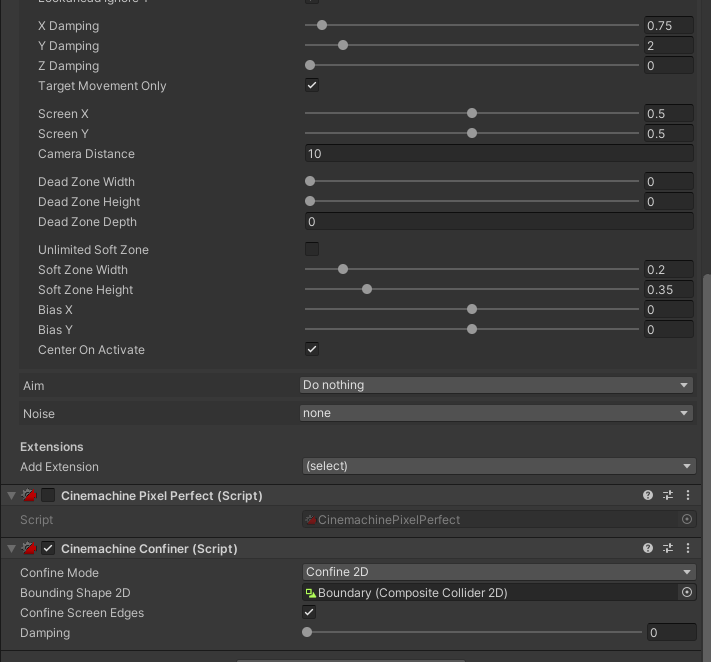 Lookahead Ignore Y
X Damping 0.75
Y Damping 2
Z Damping 0
Target Movement Only
Screen X 0.5
Screen Y 0.5
Camera Distance 10
Dead Zone Width 0
Dead Zone Height 0
Dead Zone Depth 0
Unlimited Soft Zone
Soft Zone Width 0.2
Soft Zone Height 0.35
Bias X 0
Bias Y 0
Center On Activate
Aim Do nothing
Noise none
Extensions
Add Extension (select)
Cinemachine Pixel Perfect (Script)
Script CinemachinePixelPerfect
Cinemachine Confiner (Script)
Confine Mode Confine 2D
Bounding Shape 2D Boundary (Composite Collider 2D)
Confine Screen Edges
Damping 0